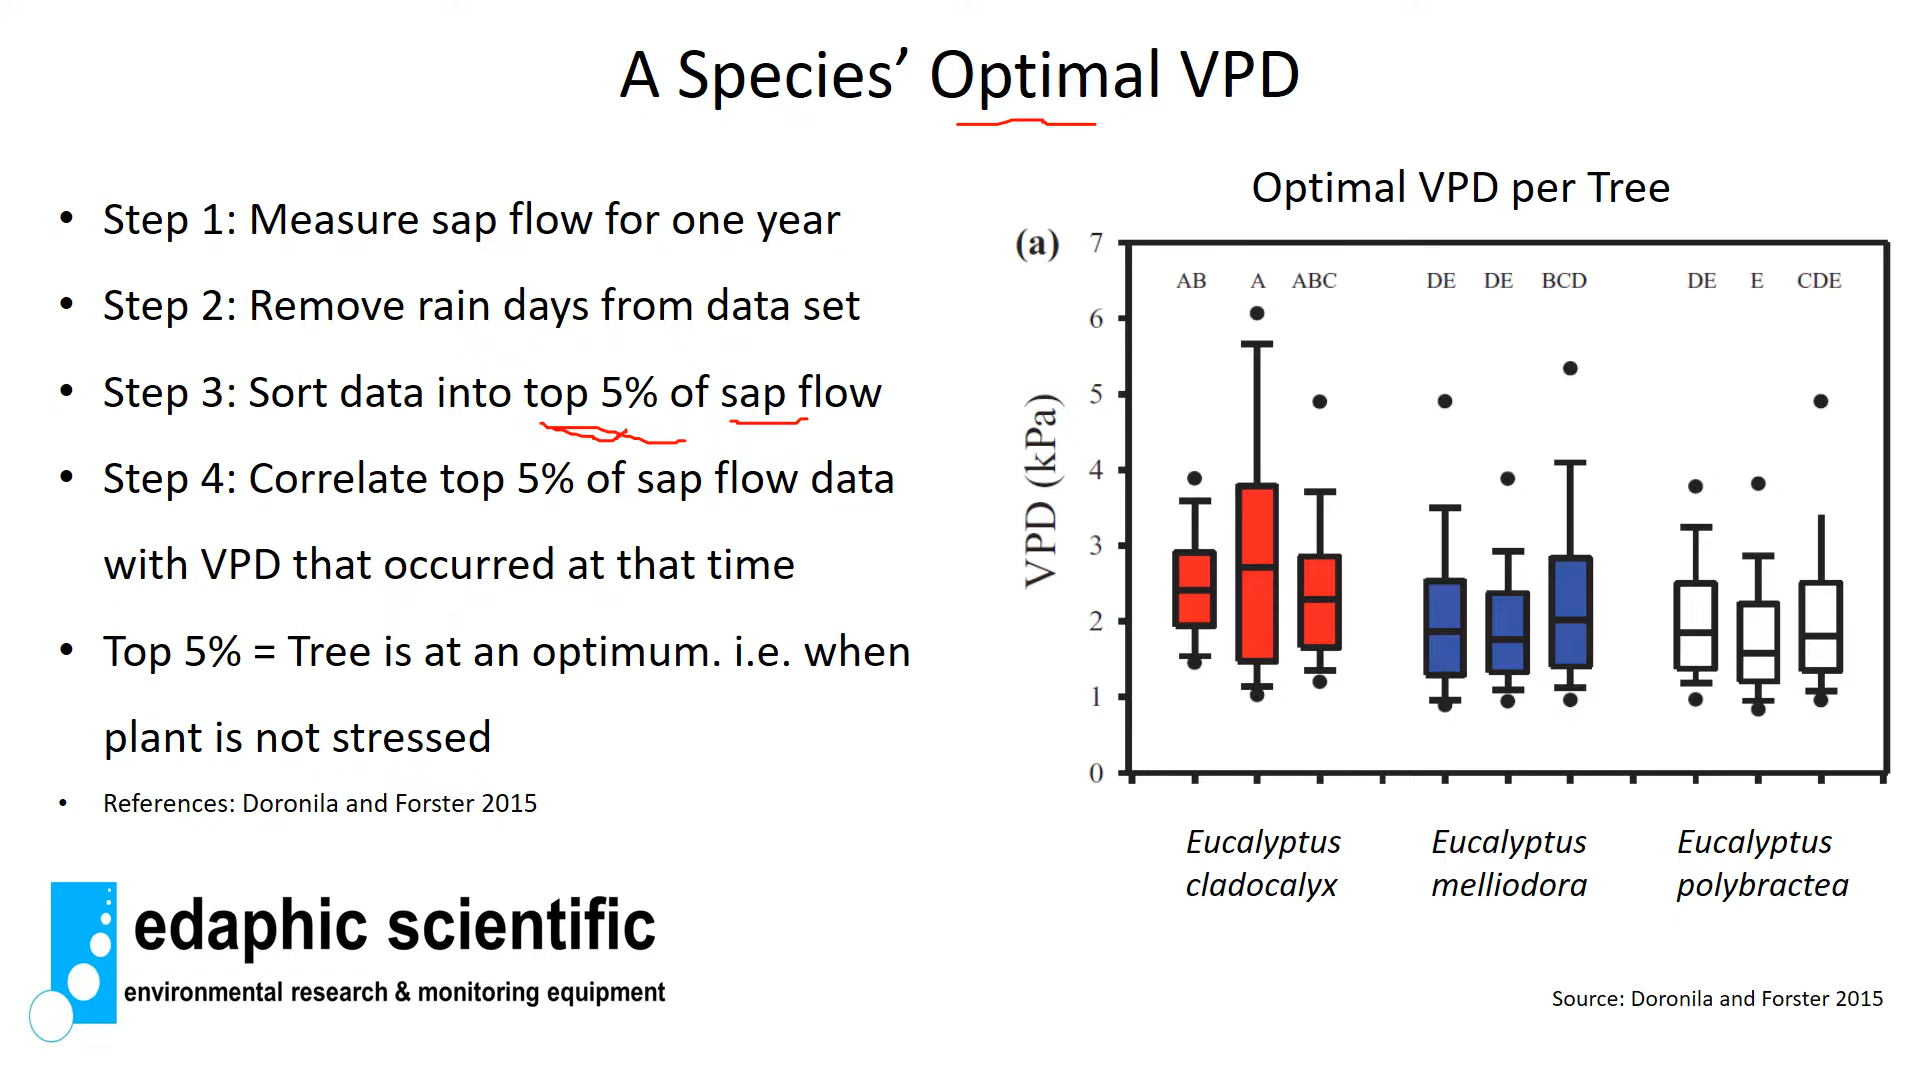 A Species’ Optimal VPD
• Step 1: Measure sap flow for one year
• Step 2: Remove rain days from data set
• Step 3: Sort data into top 5% of sap flow
• Step 4: Correlate top 5% of sap flow data
with VPD that occurred at that time
• Top 5% = Tree is at an optimum. i.e. when
plant is not stressed
• References: Doronila and Forster 2015
edaphic scientific
environmental research & monitoring equipment
Optimal VPD per Tree
(a)
VPD (kPa)
7
6
5
4
3
2
1
0
AB A ABC DE DE BCD DE E CDE
Eucalyptus
cladocalyx
Eucalyptus
melliodora
Eucalyptus
polybractea
Source: Doronila and Forster 2015